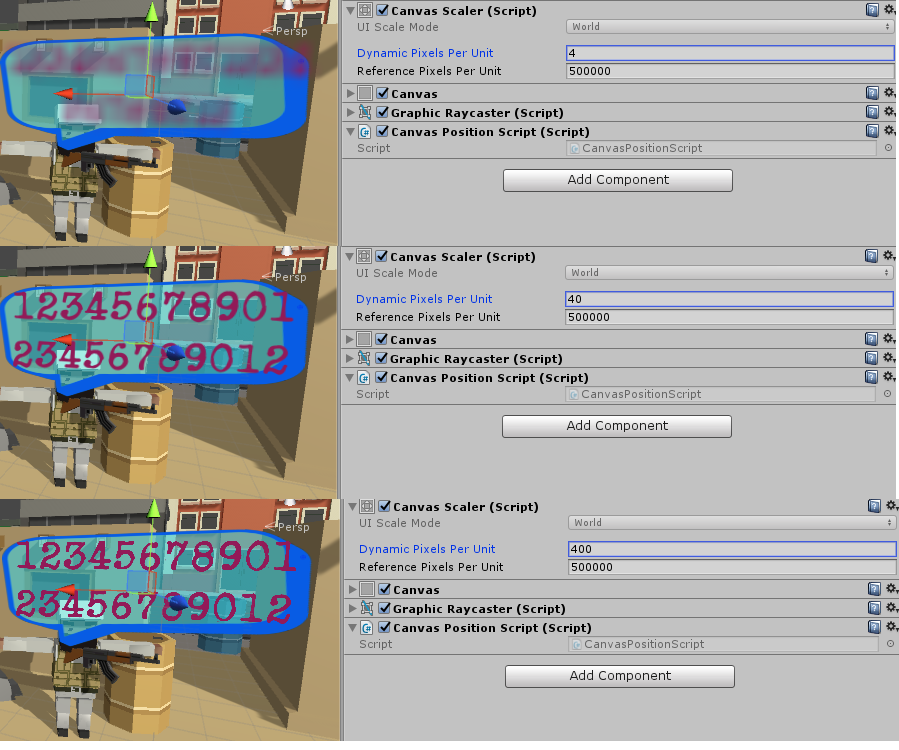 Persp
Canvas Scaler (Script)
UI Scale Mode World
Dynamic Pixels Per Unit 4
Reference Pixels Per Unit 500000
Canvas
Graphic Raycaster (Script)
Canvas Position Script (Script)
Script CanvasPositionScript
Add Component
Persp
12345678901
23456789012
Canvas Scaler (Script)
UI Scale Mode World
Dynamic Pixels Per Unit 40
Reference Pixels Per Unit 500000
Canvas
Graphic Raycaster (Script)
Canvas Position Script (Script)
Script CanvasPositionScript
Add Component
Persp
12345678901
23456789012
Canvas Scaler (Script)
UI Scale Mode World
Dynamic Pixels Per Unit 400
Reference Pixels Per Unit 500000
Canvas
Graphic Raycaster (Script)
Canvas Position Script (Script)
Script CanvasPositionScript
Add Component